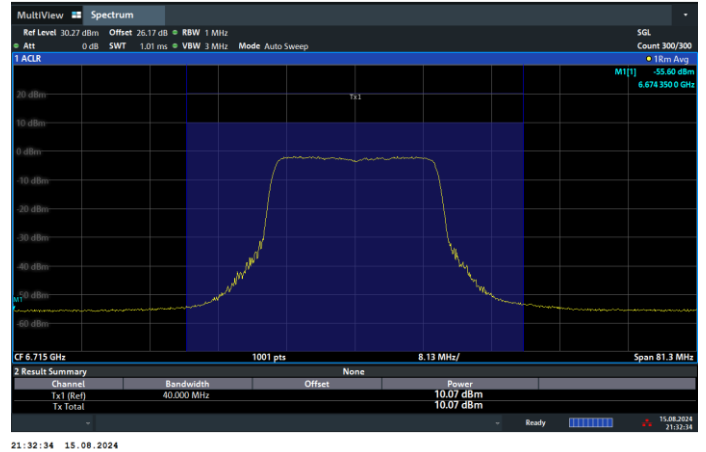 MultiView Spectrum
Ref Level 30.27 dBm Offset 26.17 dB RBW 1 MHz SGL
Att 0 dB SWT 1.01 ms VBW 3 MHz Mode Auto Sweep Count 300/300
1 ACLR 1Rm Avg
M1[1] -55.60 dBm
6.674 350 0 GHz
20 dBm
Tx1
10 dBm
0 dBm
-10 dBm
-20 dBm
-30 dBm
-40 dBm
-50 dBm
M1
-60 dBm
CF 6.715 GHz 1001 pts 8.13 MHz/ Span 81.3 MHz
2 Result Summary None
Channel Bandwidth Offset Power
Tx1 (Ref) 40.000 MHz 10.07 dBm
Tx Total 10.07 dBm
Ready 15.08.2024
21:32:34
21:32:34 15.08.2024